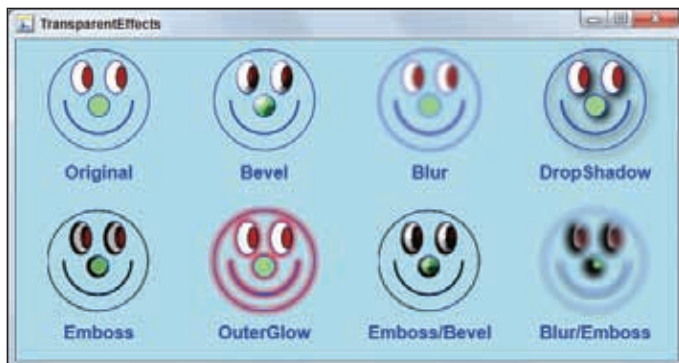 TransparentEffects
Original Bevel Blur DropShadow
Emboss OuterGlow Emboss/Bevel Blur/Emboss